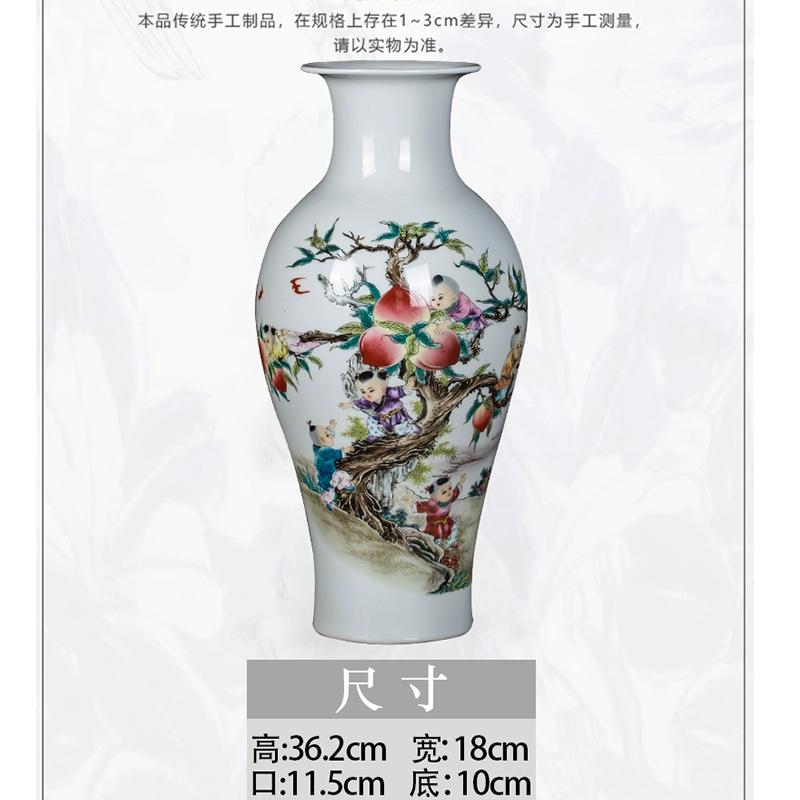 本品传统手工制品，在规格上存在1~3cm差异，尺寸为手工测量，
请以实物为准。
尺寸
高:36.2cm 宽:18cm
口:11.5cm 底:10cm